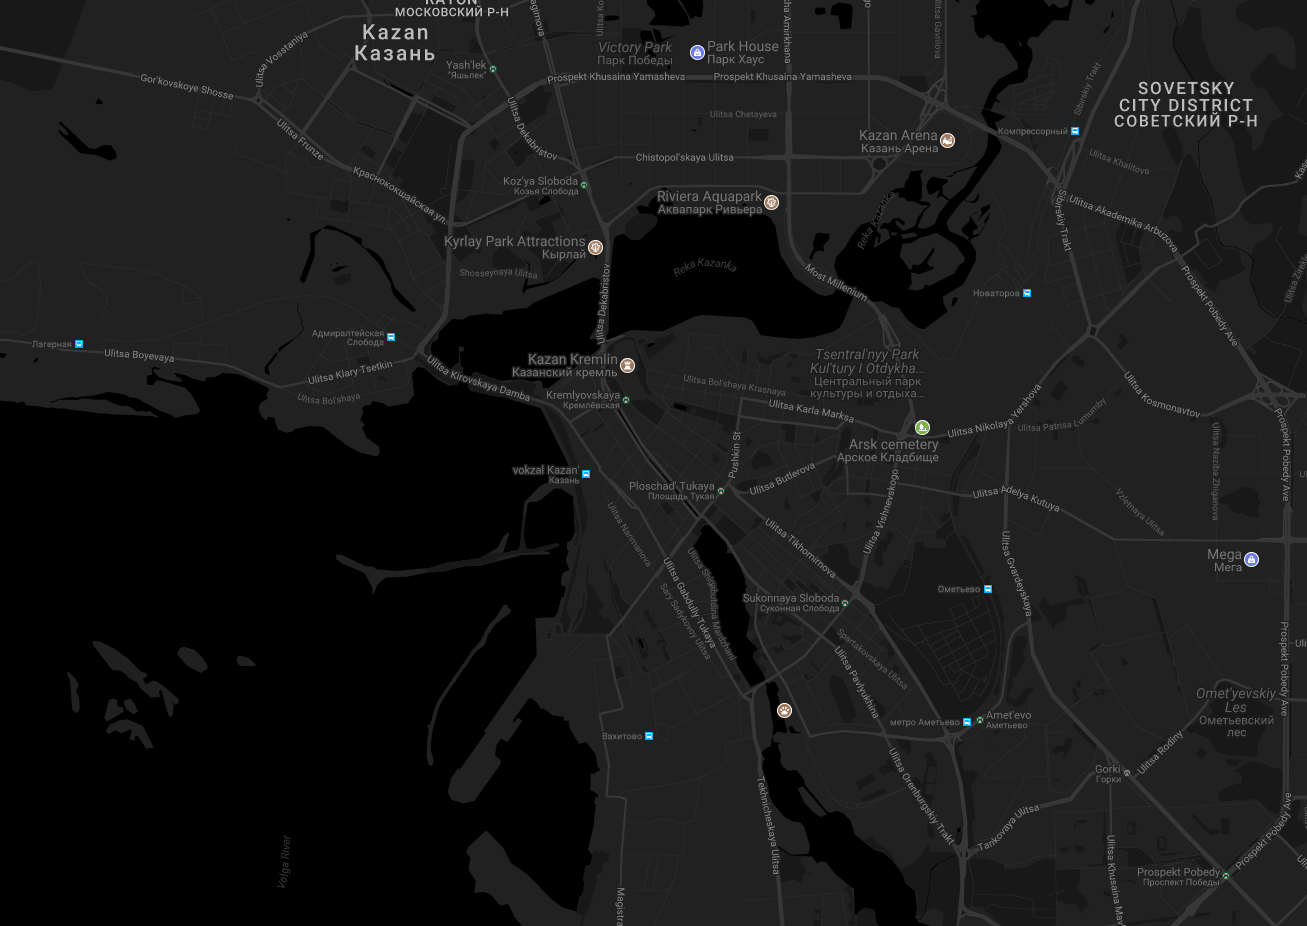 RAYON
МОСКОВСКИЙ Р-Н
Kazan
Казань
Victory Park
Парк Победы
Park House
Парк Хаус
Yash'lek
"Яшьлек"
Ulitsa Vosstaniya
Gor'kovskoye Shosse
Prospekt Khusaina Yamasheva
Prospekt Khusaina Yamasheva
SOVETSKY
CITY DISTRICT
СОВЕТСКИЙ Р-Н
Sibirskiy Trakt
Ulitsa Gavrilova
Ulitsa Chetayeva
Ulitsa Dekabristov
Ulitsa Frunze
Kazan Arena
Казань Арена
Компрессорный
Chistopol'skaya Ulitsa
Ulitsa Khalitova
Краснококшайская ул.
Koz'ya Sloboda
Козья Слобода
Riviera Aquapark
Аквапарк Ривьера
Sibirskiy Trakt
Ulitsa Akademika Arbuzova
Reka Kazanka
Kyrlay Park Attractions
Кырлай
Shosseynaya Ulitsa
Reka Kazanka
Most Millenium
Ulitsa Dekabristov
Новаторов
Prospekt Pobedy Ave
Адмиралтейская
Слобода
Лагерная
Ulitsa Boyevaya
Ulitsa Klary Tsetkin
Ulitsa Bol'shaya
Ulitsa Kirovskaya Damba
Kazan Kremlin
Казанский кремль
Kremlyovskaya
Кремлёвская
Tsentral'nyy Park
Kul'tury I Otdykha...
Центральный парк
культуры и отдыха...
Ulitsa Bol'shaya Krasnaya
Ulitsa Karla Marksa
Arsk cemetery
Арское Кладбище
Ulitsa Nikolaya Yershova
Ulitsa Patrisa Lumumby
Ulitsa Kosmonavtov
Prospekt Pobedy Ave
Ulitsa Naziba Zhiganova
Pushkin St
vokzal Kazan'
Казань
Ploschad' Tukaya
Площадь Тукая
Ulitsa Butlerova
Ulitsa Vishnevskogo
Ulitsa Adelya Kutuya
Vzletnaya Ulitsa
Ulitsa Narimanova
Ulitsa Tikhomirnova
Ulitsa Gvardeyskaya
Mega
Мега
Ulitsa Gabdully Tukaya
Ulitsa Shigabutdina Mardzhani
Sary Sadykovoy Ulitsa
Sukonnaya Sloboda
Суконная Слобода
Ометьево
Spartakovskaya Ulitsa
Ulitsa Pavlyukhina
Prospekt Pobedy Ave
Omet'yevskiy
Les
Ометьевский
лес
метро Аметьево
Amet'evo
Аметьево
Вахитово
Ulitsa Rodiny
Gorki
Горки
Ulitsa Orenburgskiy Trakt
Tekhnicheskaya Ulitsa
Tankovaya Ulitsa
Prospekt Pobedy Ave
Volga River
Prospekt Pobedy
Проспект Победы
Ulitsa Khusaina Mav
Magistra